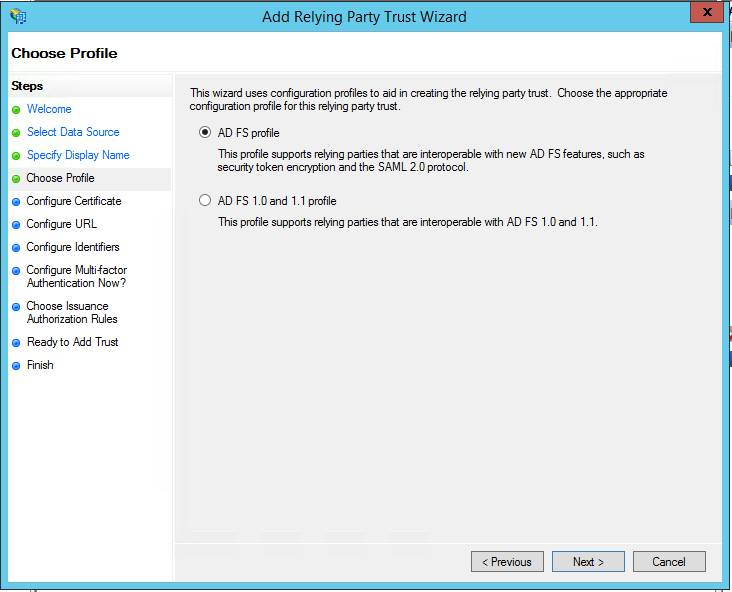 Add Relying Party Trust Wizard
X
Choose Profile
Steps
Welcome
Select Data Source
Specify Display Name
Choose Profile
Configure Certificate
Configure URL
Configure Identifiers
Configure Multi-factor
Authentication Now?
Choose Issuance
Authorization Rules
Ready to Add Trust
Finish
This wizard uses configuration profiles to aid in creating the relying party trust.  Choose the appropriate
configuration profile for this relying party trust.
AD FS profile
This profile supports relying parties that are interoperable with new AD FS features, such as
security token encryption and the SAML 2.0 protocol.
AD FS 1.0 and 1.1 profile
This profile supports relying parties that are interoperable with AD FS 1.0 and 1.1.
< Previous
Next >
Cancel